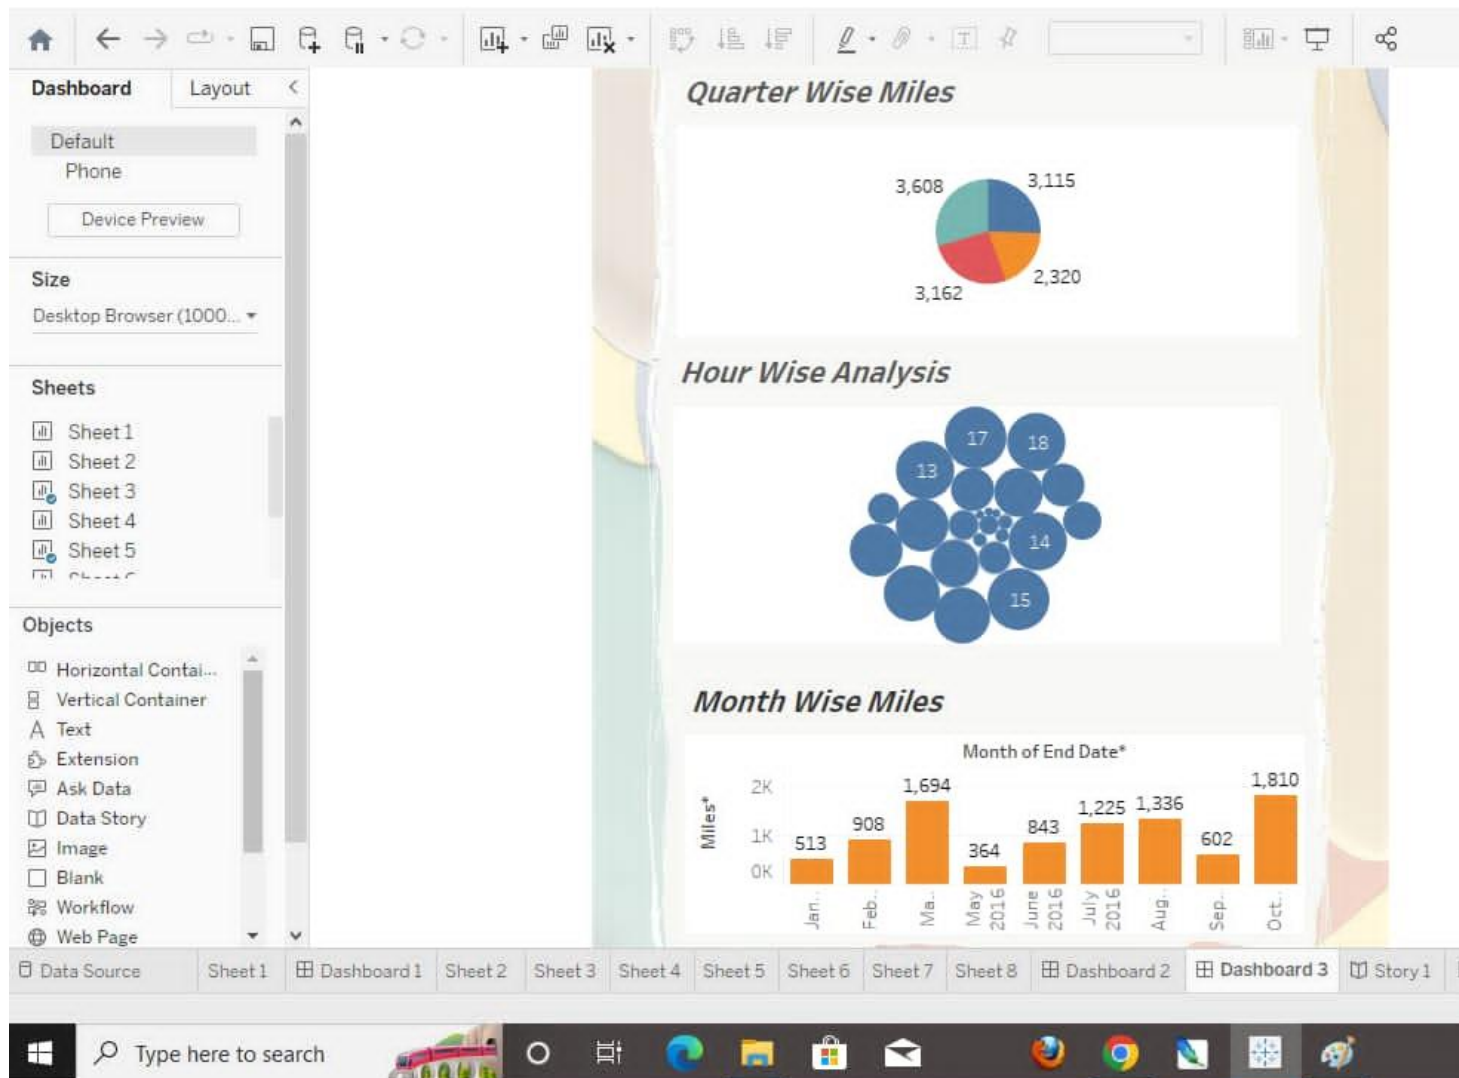 Dashboard
Layout
Default
Phone
Device Preview
Size
Desktop Browser (1000...
Sheets
Sheet 1
Sheet 2
Sheet 3
Sheet 4
Sheet 5
Objects
Horizontal Contai...
Vertical Container
A Text
Extension
Ask Data
Data Story
Image
Blank
Workflow
Web Page
Quarter Wise Miles
3,608
3,115
2,320
3,162
Hour Wise Analysis
17
18
13
14
15
Month Wise Miles
Month of End Date*
Miles*
2K
1K
0K
513
908
1,694
364
843
1,225
1,336
602
1,810
Jan..
Feb..
Ma..
May
2016
June
2016
July
2016
Aug..
Sep..
Oct..
Data Source
Sheet 1
Dashboard 1
Sheet 2
Sheet 3
Sheet 4
Sheet 5
Sheet 6
Sheet 7
Sheet 8
Dashboard 2
Dashboard 3
Story 1
Type here to search